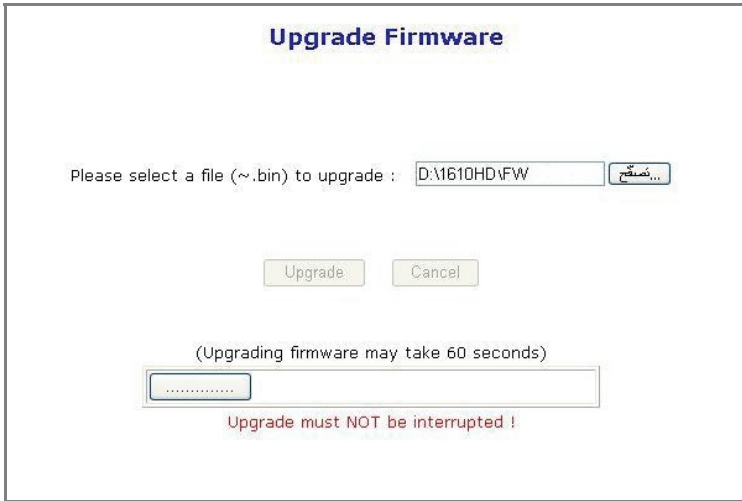 Upgrade Firmware
Please select a file (~.bin) to upgrade : D:\1610HD\FW تصفّح...
Upgrade Cancel
(Upgrading firmware may take 60 seconds)
..............
Upgrade must NOT be interrupted !